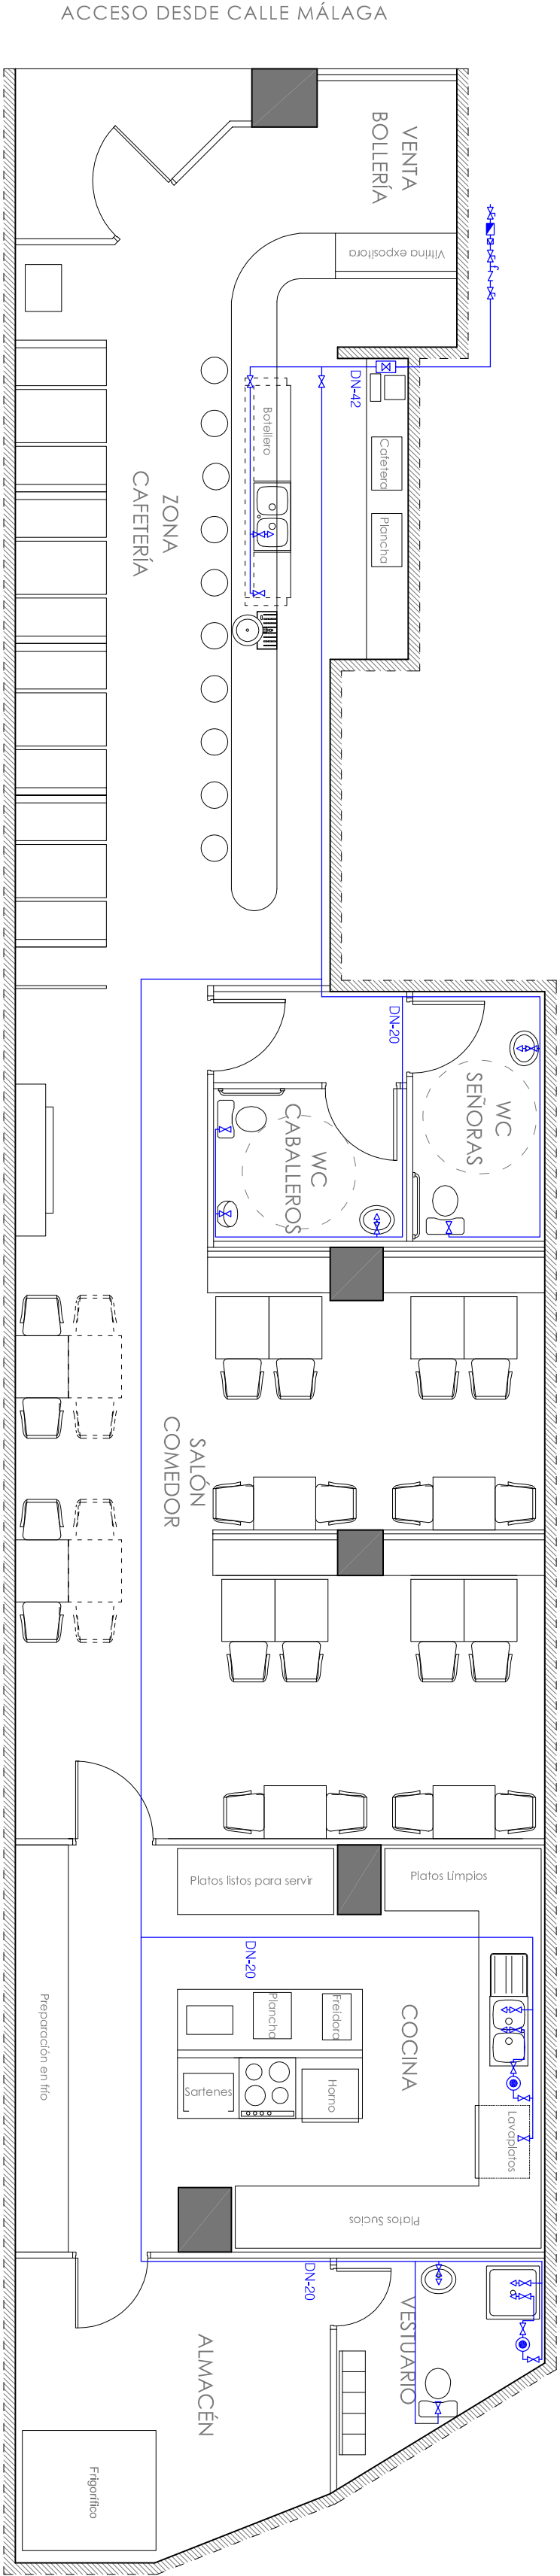 ACCESO DESDE CALLE MÁLAGA
VENTA
BOLLERÍA
Vitrina expositora
DN-42
Botellero
Cafetera
Plancha
ZONA
CAFETERÍA
DN-20
WC
SEÑORAS
WC
CABALLEROS
SALÓN
COMEDOR
Platos listos para servir
Platos Límpios
DN-20
Plancha
Freidora
COCINA
Preparación en frío
Sartenes
Horno
Lavaplatos
Platos Sucios
DN-20
VESTUARIO
ALMACÉN
Frigorífico